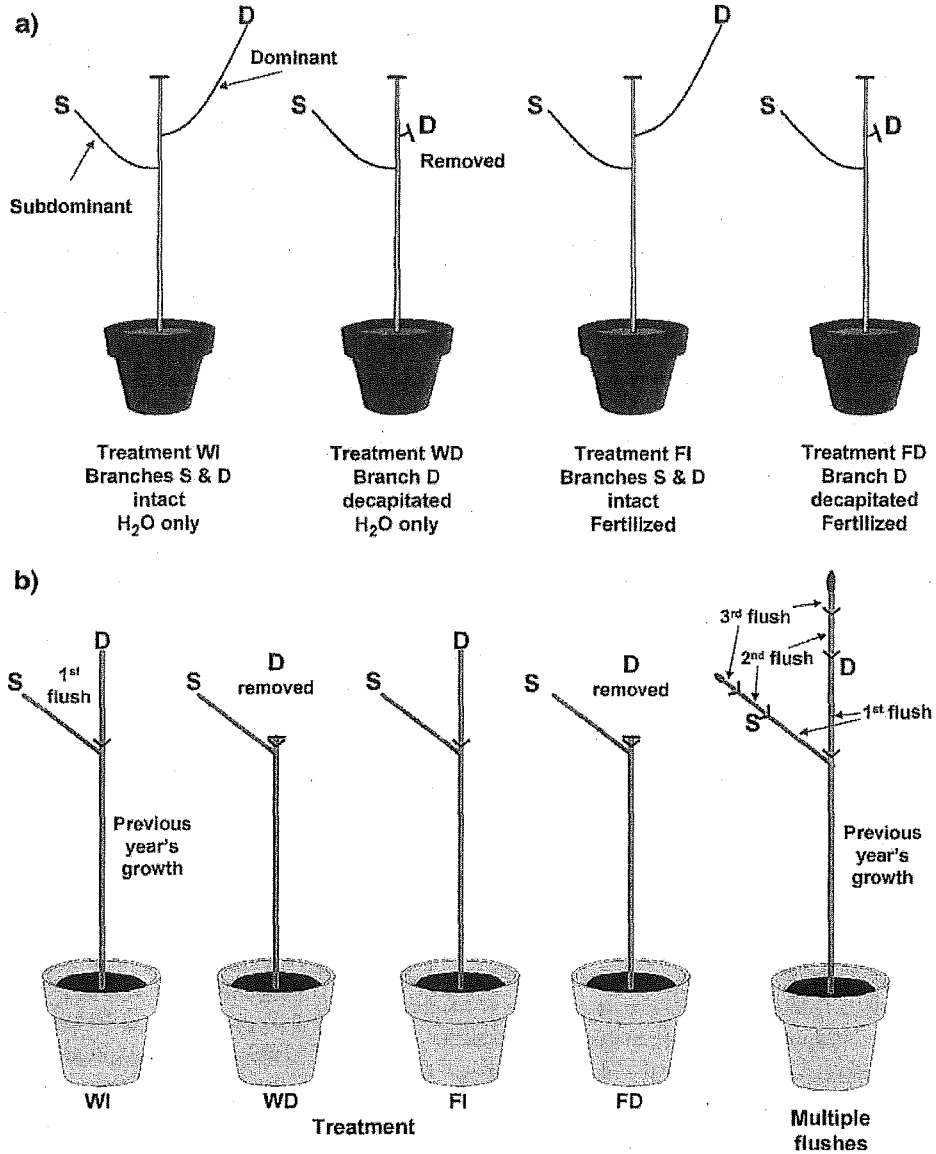 a)
D
Dominant
S
Subdominant
S
D
Removed
D
S
S
D
Treatment WI
Branches S & D
intact
H₂O only
Treatment WD
Branch D
decapitated
H₂O only
Treatment FI
Branches S & D
intact
Fertilized
Treatment FD
Branch D
decapitated
Fertilized
b)
D
S
1st
flush
Previous
year's
growth
WI
D
removed
S
WD
D
S
FI
D
removed
S
FD
3rd flush
2nd flush
D
1st flush
S
Previous
year's
growth
Multiple
flushes
Treatment